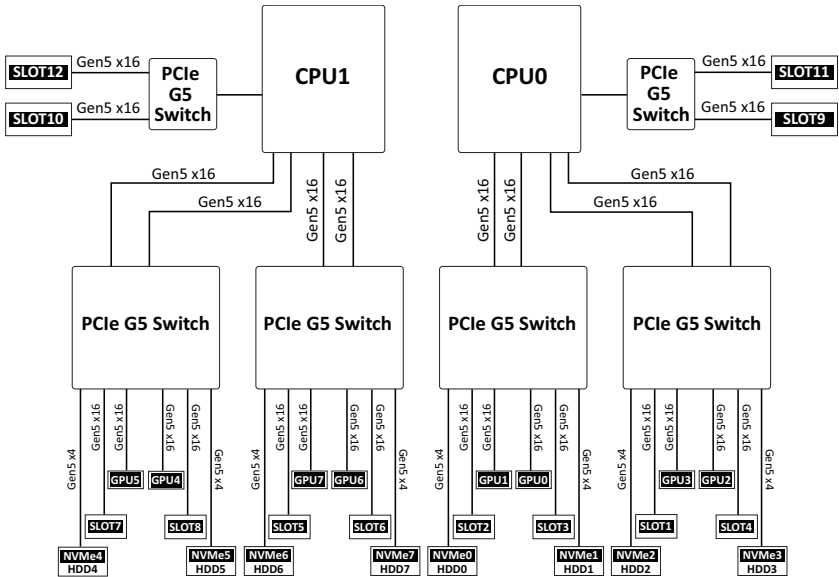 SLOT12
Gen5 x16
SLOT10
Gen5 x16
PCIe
G5
Switch
CPU1
CPU0
PCIe
G5
Switch
Gen5 x16
SLOT11
Gen5 x16
SLOT9
Gen5 x16
Gen5 x16
Gen5 x16
Gen5 x16
Gen5 x16
Gen5 x16
Gen5 x16
Gen5 x16
PCIe G5 Switch
PCIe G5 Switch
PCIe G5 Switch
PCIe G5 Switch
Gen5 x4
Gen5 x16
Gen5 x16
Gen5 x16
Gen5 x16
Gen5 x4
Gen5 x4
Gen5 x16
Gen5 x16
Gen5 x16
Gen5 x16
Gen5 x4
Gen5 x4
Gen5 x16
Gen5 x16
Gen5 x16
Gen5 x16
Gen5 x4
Gen5 x4
Gen5 x16
Gen5 x16
Gen5 x16
Gen5 x16
Gen5 x4
GPU5
GPU4
GPU7
GPU6
GPU1
GPU0
GPU3
GPU2
SLOT7
SLOT8
SLOT5
SLOT6
SLOT2
SLOT3
SLOT1
SLOT4
NVMe4
HDD4
NVMe5
HDD5
NVMe6
HDD6
NVMe7
HDD7
NVMe0
HDD0
NVMe1
HDD1
NVMe2
HDD2
NVMe3
HDD3